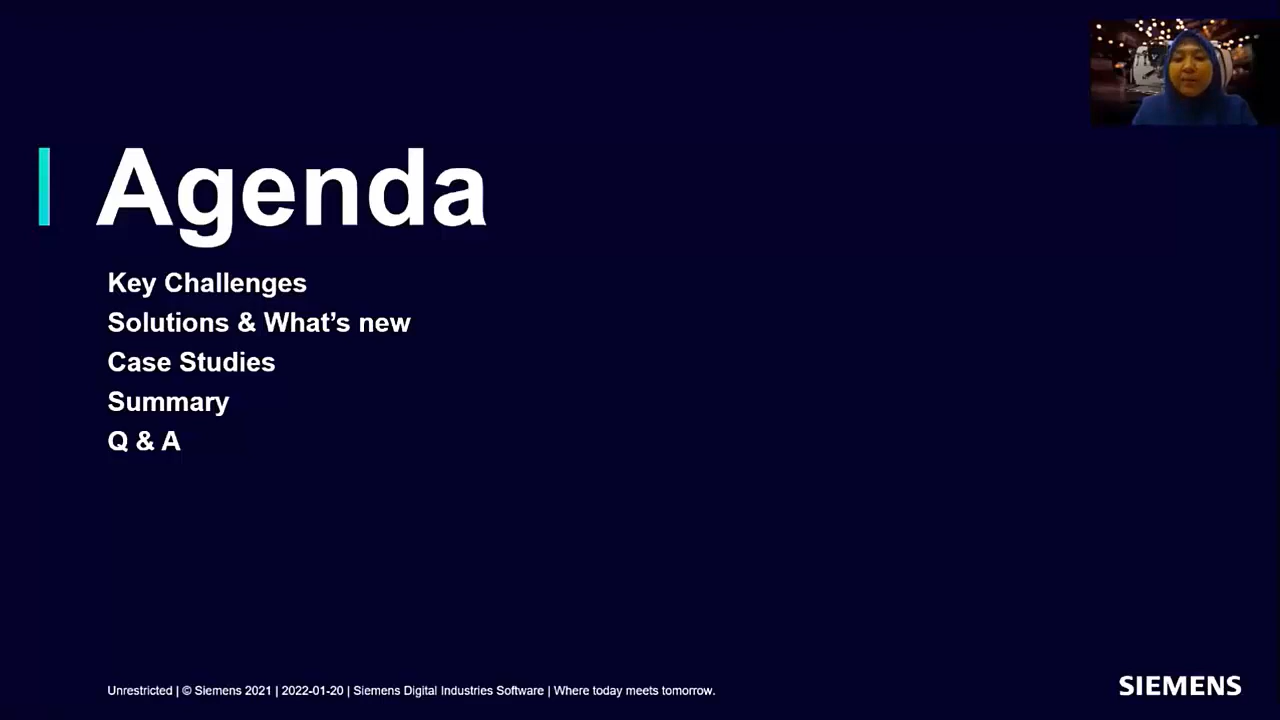 Agenda
Key Challenges
Solutions & What’s new
Case Studies
Summary
Q & A
Unrestricted | © Siemens 2021 | 2022-01-20 | Siemens Digital Industries Software | Where today meets tomorrow.
SIEMENS